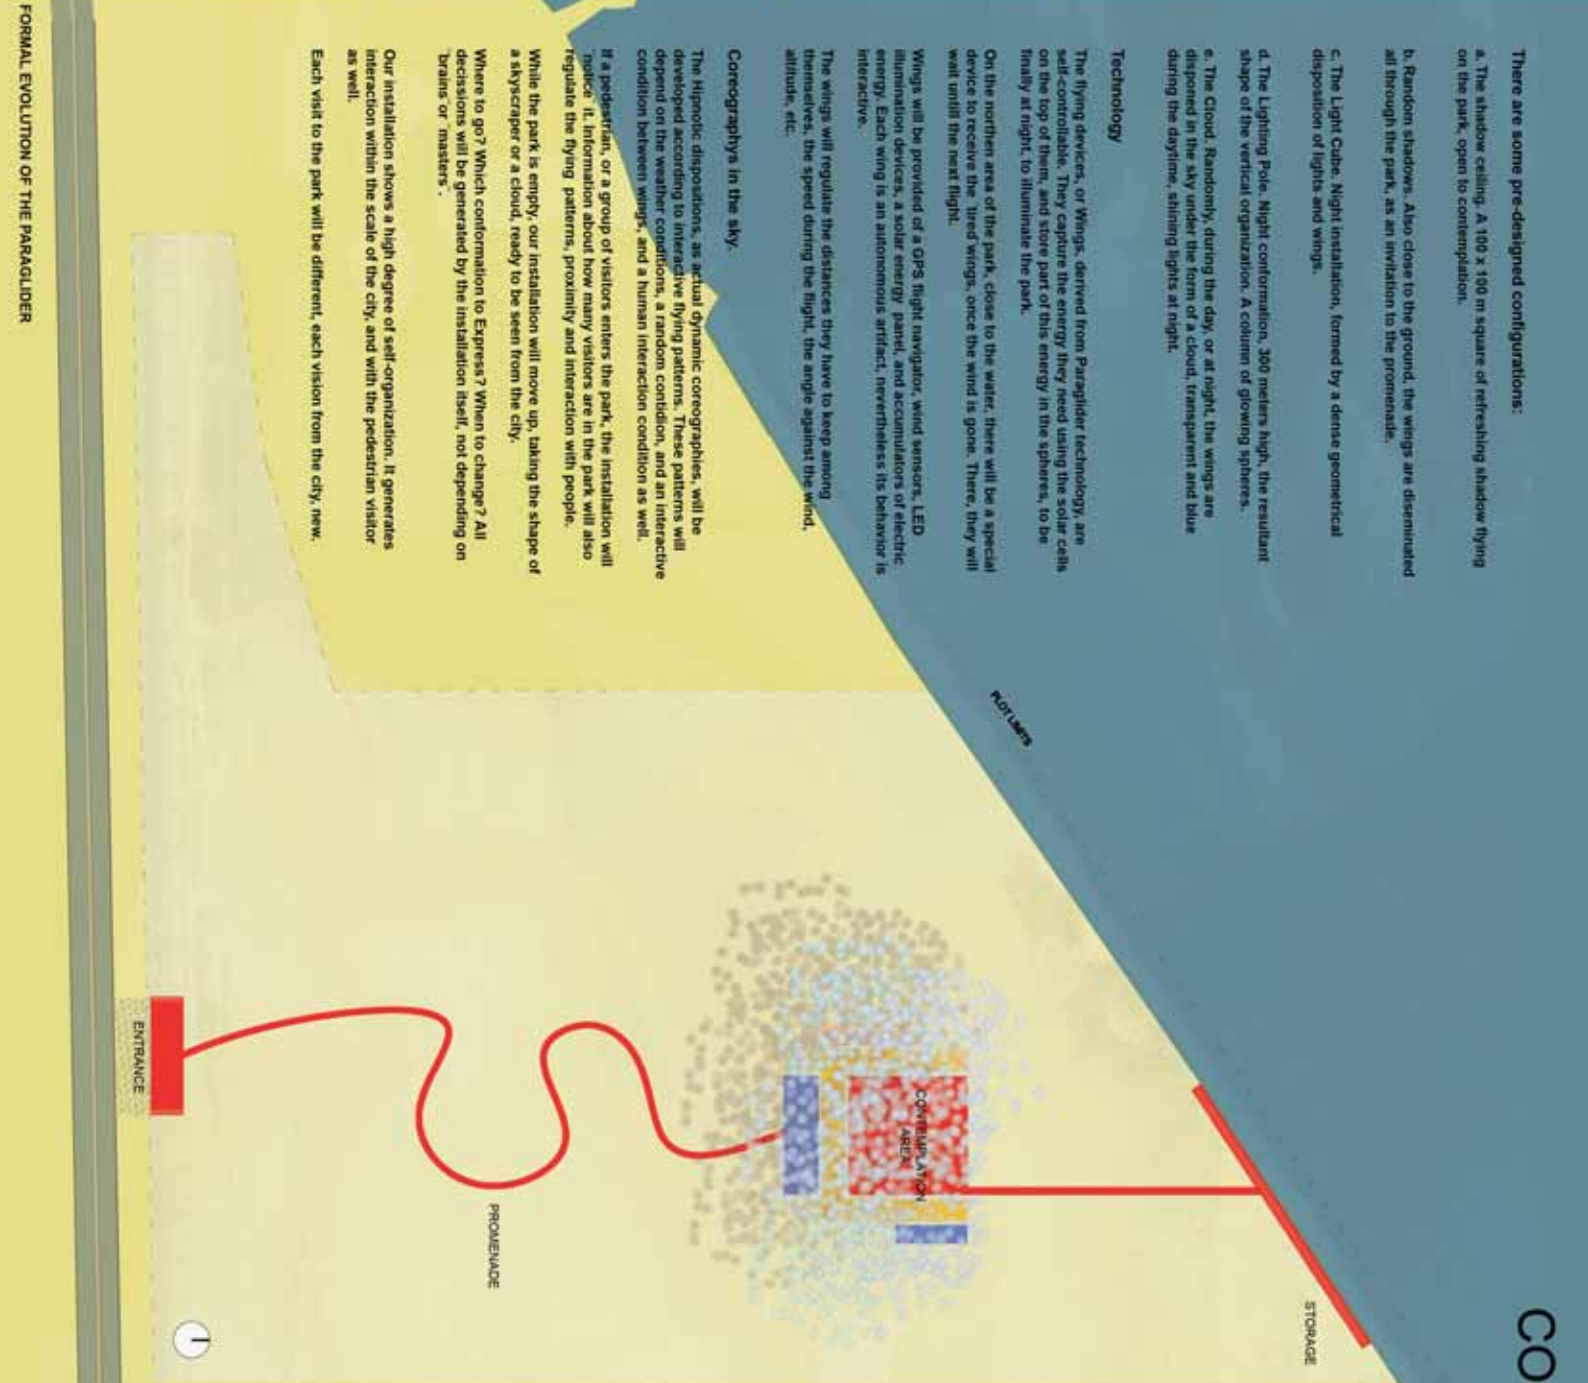 There are some pre-designed configurations:
a. The shadow ceiling. A 100 x 100 m square of refreshing shadow flying
on the park, open to contemplation.
b. Random shadows. Also close to the ground, the wings are diseminated
all through the park, as an invitation to the promenade.
c. The Light Cube. Night installation, formed by a dense geometrical
disposition of lights and wings.
d. The Lighting Pole. Night conformation, 300 meters high, the resultant
shape of the vertical organization. A column of glowing spheres.
e. The Cloud. Randomly, during the day, or at night, the wings are
disponed in the sky under the form of a cloud, transparent and blue
during the daytime, shining lights at night.
Technology
The flying devices, or Wings, derived from Paraglider technology, are
self-controllable. They capture the energy they need using the solar cells
on the top of them, and store part of this energy in the spheres, to be
finally at night, to illuminate the park.
On the northen area of the park, close to the water, there will be a special
device to receive the ¨tired¨wings, once the wind is gone. There, they will
wait untill the next flight.
Wings will be provided of a GPS flight navigator, wind sensors, LED
illumination devices, a solar energy panel, and accumulators of electric
energy. Each wing is an autonomous artifact, nevertheless its behavior is
interactive.
The wings will regulate the distances they have to keep among
themselves, the speed during the flight, the angle against the wind,
altitude, etc.
Coreographys in the sky.
The Hipnotic dispositions, as actual dynamic coreographies, will be
developed according to interactive flying patterns. These patterns will
depend on the weather conditions, a random contidion, and an interactive
condition between wings, and a human interaction condition as well.
If a pedestrian, or a group of visitors enters the park, the installation will
¨notice¨ it. Information about how many visitors are in the park will also
regulate the flying patterns, proximity and interaction with people.
While the park is empty, our installation will move up, taking the shape of
a skyscraper or a cloud, ready to be seen from the city.
Where to go? Which conformation to Express? When to change? All
decissions will be generated by the installation itself, not depending on
¨brains¨or ¨masters¨.
Our installation shows a high degree of self-organization. It generates
interaction within the scale of the city, and with the pedestrian visitor
as well.
Each visit to the park will be different, each vision from the city, new.
FORMAL EVOLUTION OF THE PARAGLIDER
PLOT LIMITS
CO
STORAGE
CONTEMPLATION
AREA
PROMENADE
ENTRANCE